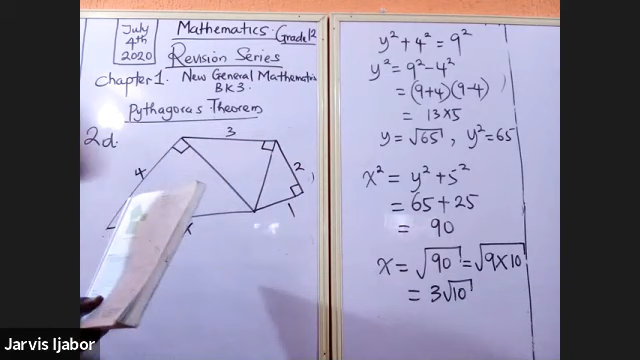 July
4th
2020
Mathematics: Grade 12
Revision Series
Chapter 1. New General Mathematics
BK3.
Pythagoras Theorem
2d.
3
4
2
1
x
y² + 4² = 9²
y² = 9² - 4²
= (9+4)(9-4)
= 13 × 5
y = √65 , y² = 65
x² = y² + 5²
= 65 + 25
= 90
x = √90 = √9×10
= 3√10
Jarvis Ijabor